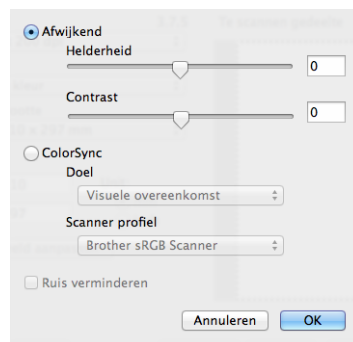 Afwijkend
Helderheid
0
Contrast
0
ColorSync
Doel
Visuele overeenkomst
Scanner profiel
Brother sRGB Scanner
Ruis verminderen
Annuleren OK